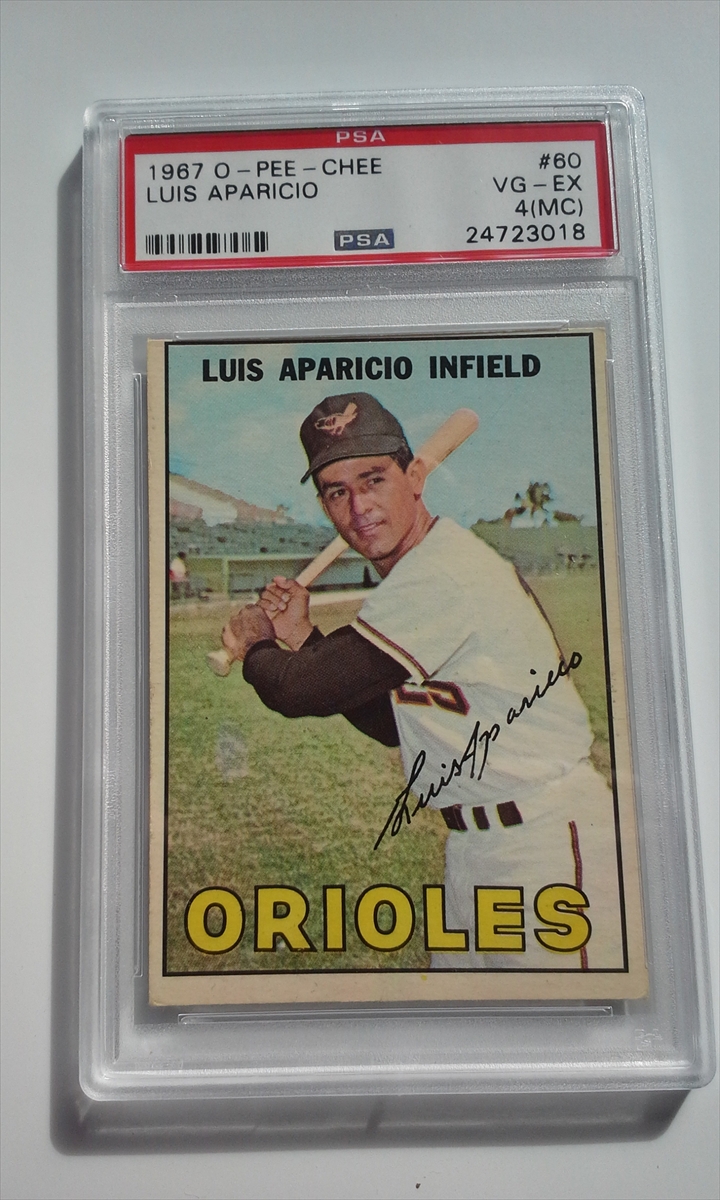 PSA
1967 O-PEE-CHEE #60
LUIS APARICIO VG-EX
4(MC)
PSA 24723018
LUIS APARICIO INFIELD
Luis Aparicio
ORIOLES